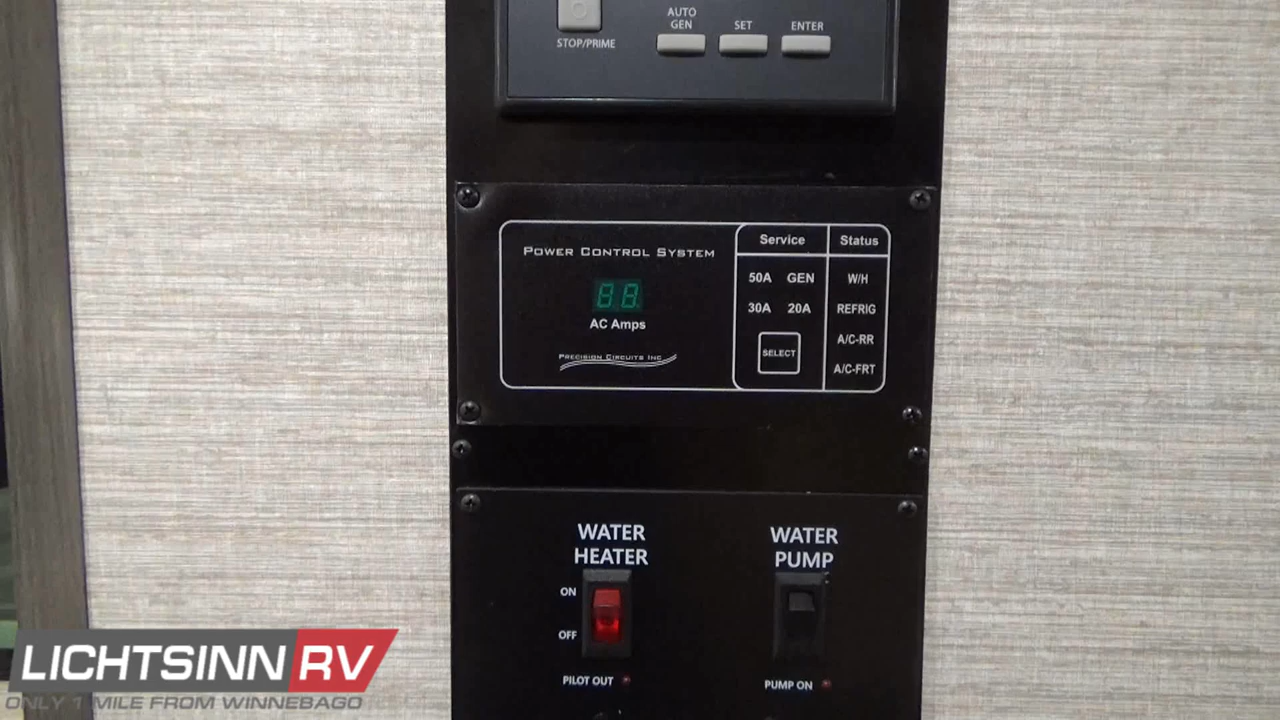 AUTO
GEN
SET
ENTER
STOP/PRIME
POWER CONTROL SYSTEM
AC Amps
PRECISION CIRCUITS INC
Service
Status
50A GEN
W/H
30A 20A
REFRIG
SELECT
A/C-RR
A/C-FRT
WATER
HEATER
WATER
PUMP
ON
OFF
PILOT OUT
PUMP ON
LICHTSINN RV
ONLY 1 MILE FROM WINNEBAGO